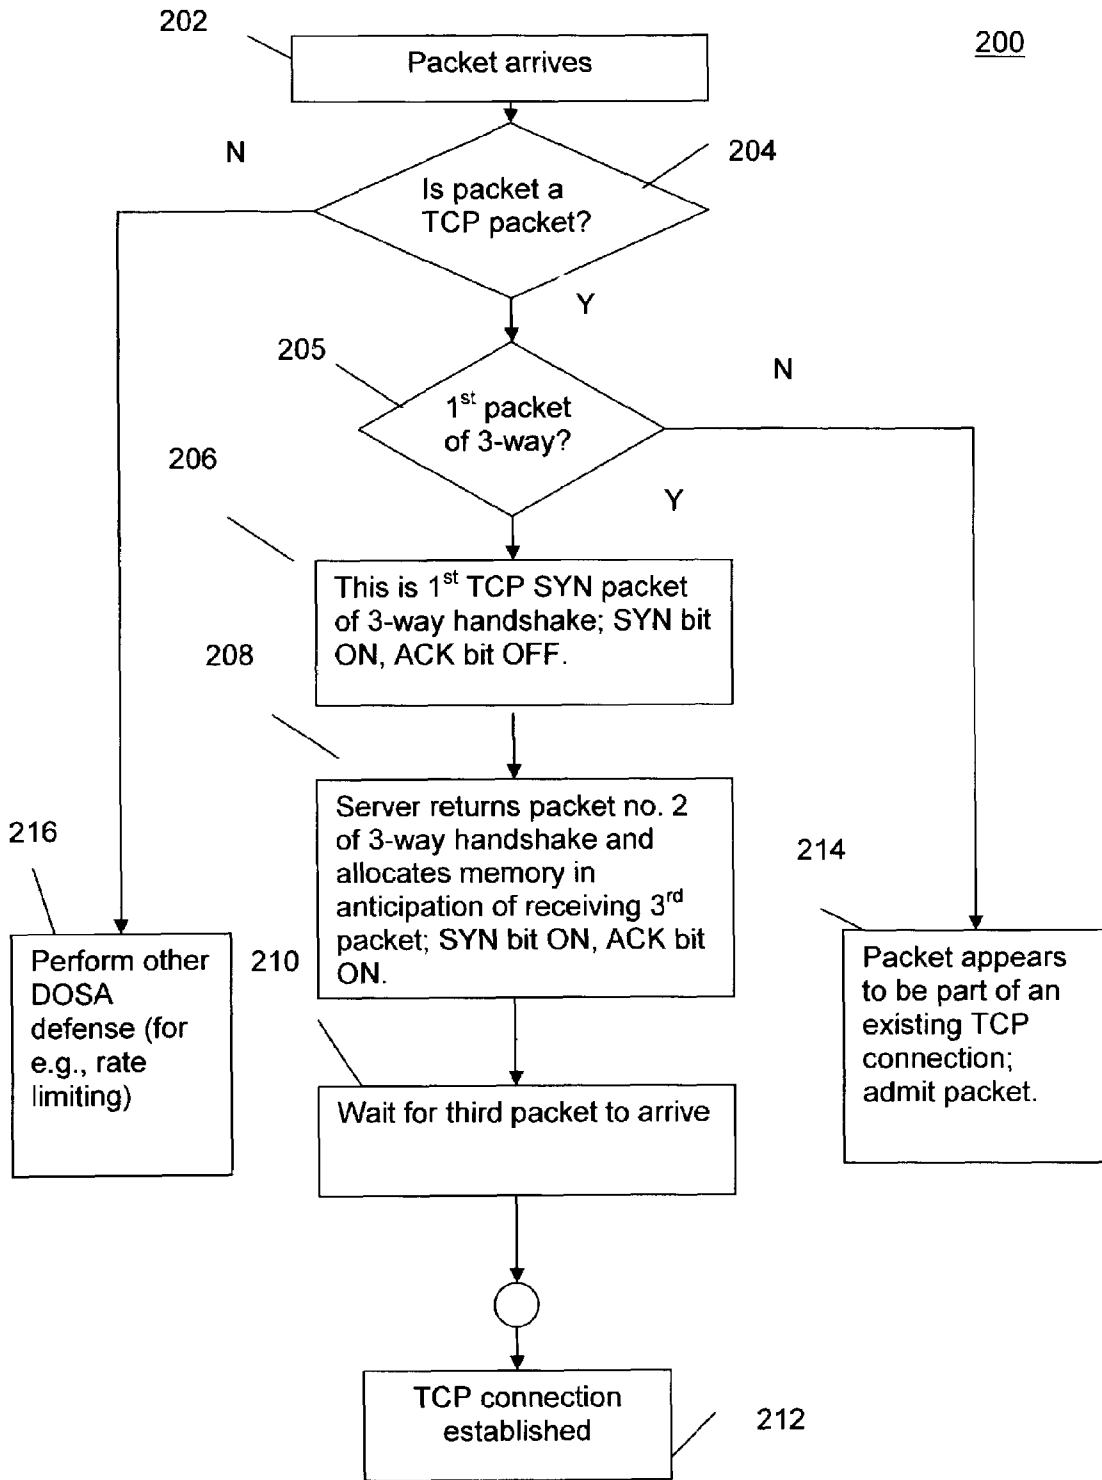 202
200
Packet arrives
N
204
Is packet a
TCP packet?
Y
205
N
1st packet
of 3-way?
206
Y
This is 1st TCP SYN packet
of 3-way handshake; SYN bit
ON, ACK bit OFF.
208
Server returns packet no. 2
of 3-way handshake and
allocates memory in
anticipation of receiving 3rd
packet; SYN bit ON, ACK bit
ON.
216
214
Perform other
DOSA
defense (for
e.g., rate
limiting)
210
Packet appears
to be part of an
existing TCP
connection;
admit packet.
Wait for third packet to arrive
TCP connection
established
212